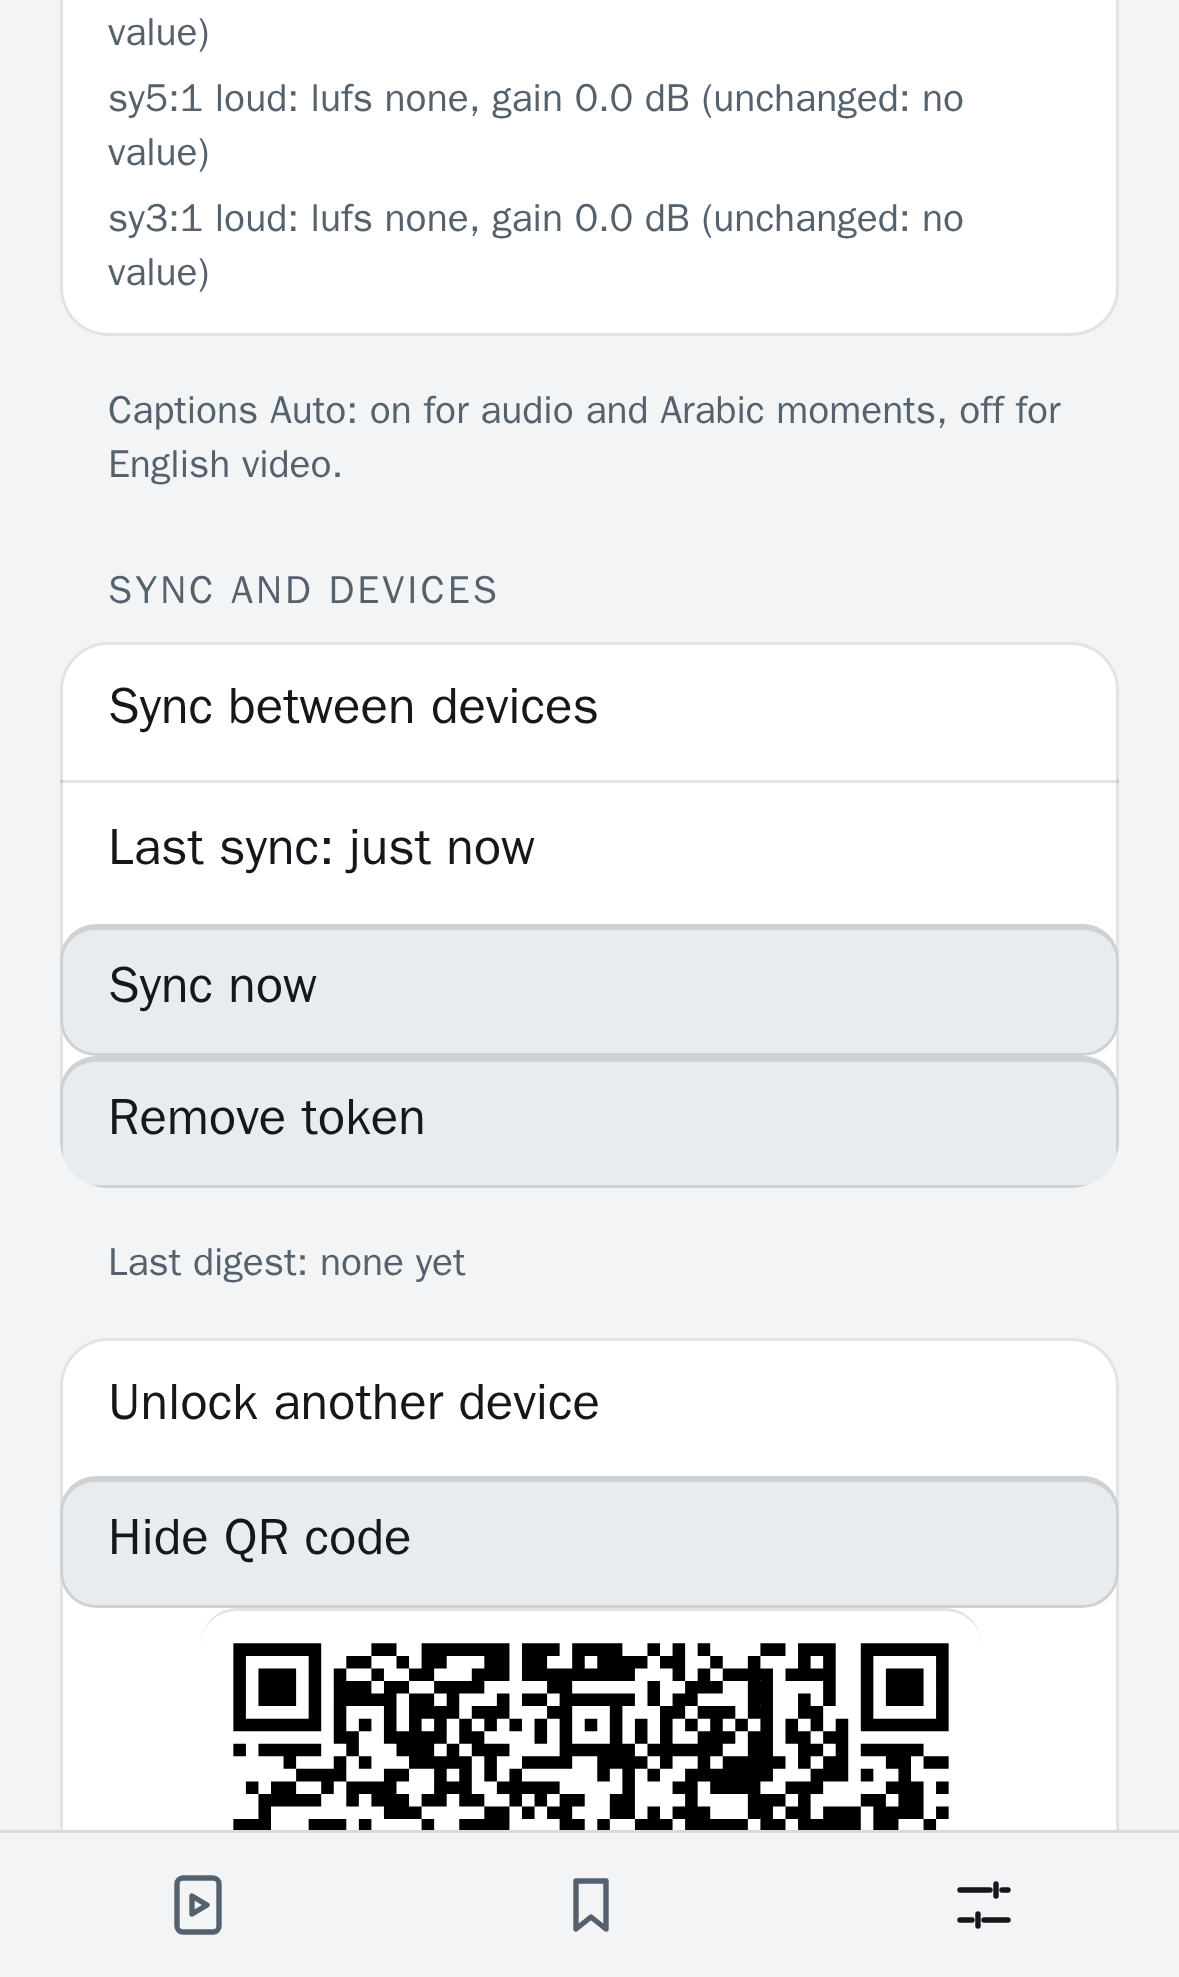 value)
sy5:1 loud: lufs none, gain 0.0 dB (unchanged: no
value)
sy3:1 loud: lufs none, gain 0.0 dB (unchanged: no
value)
Captions Auto: on for audio and Arabic moments, off for
English video.
SYNC AND DEVICES
Sync between devices
Last sync: just now
Sync now
Remove token
Last digest: none yet
Unlock another device
Hide QR code